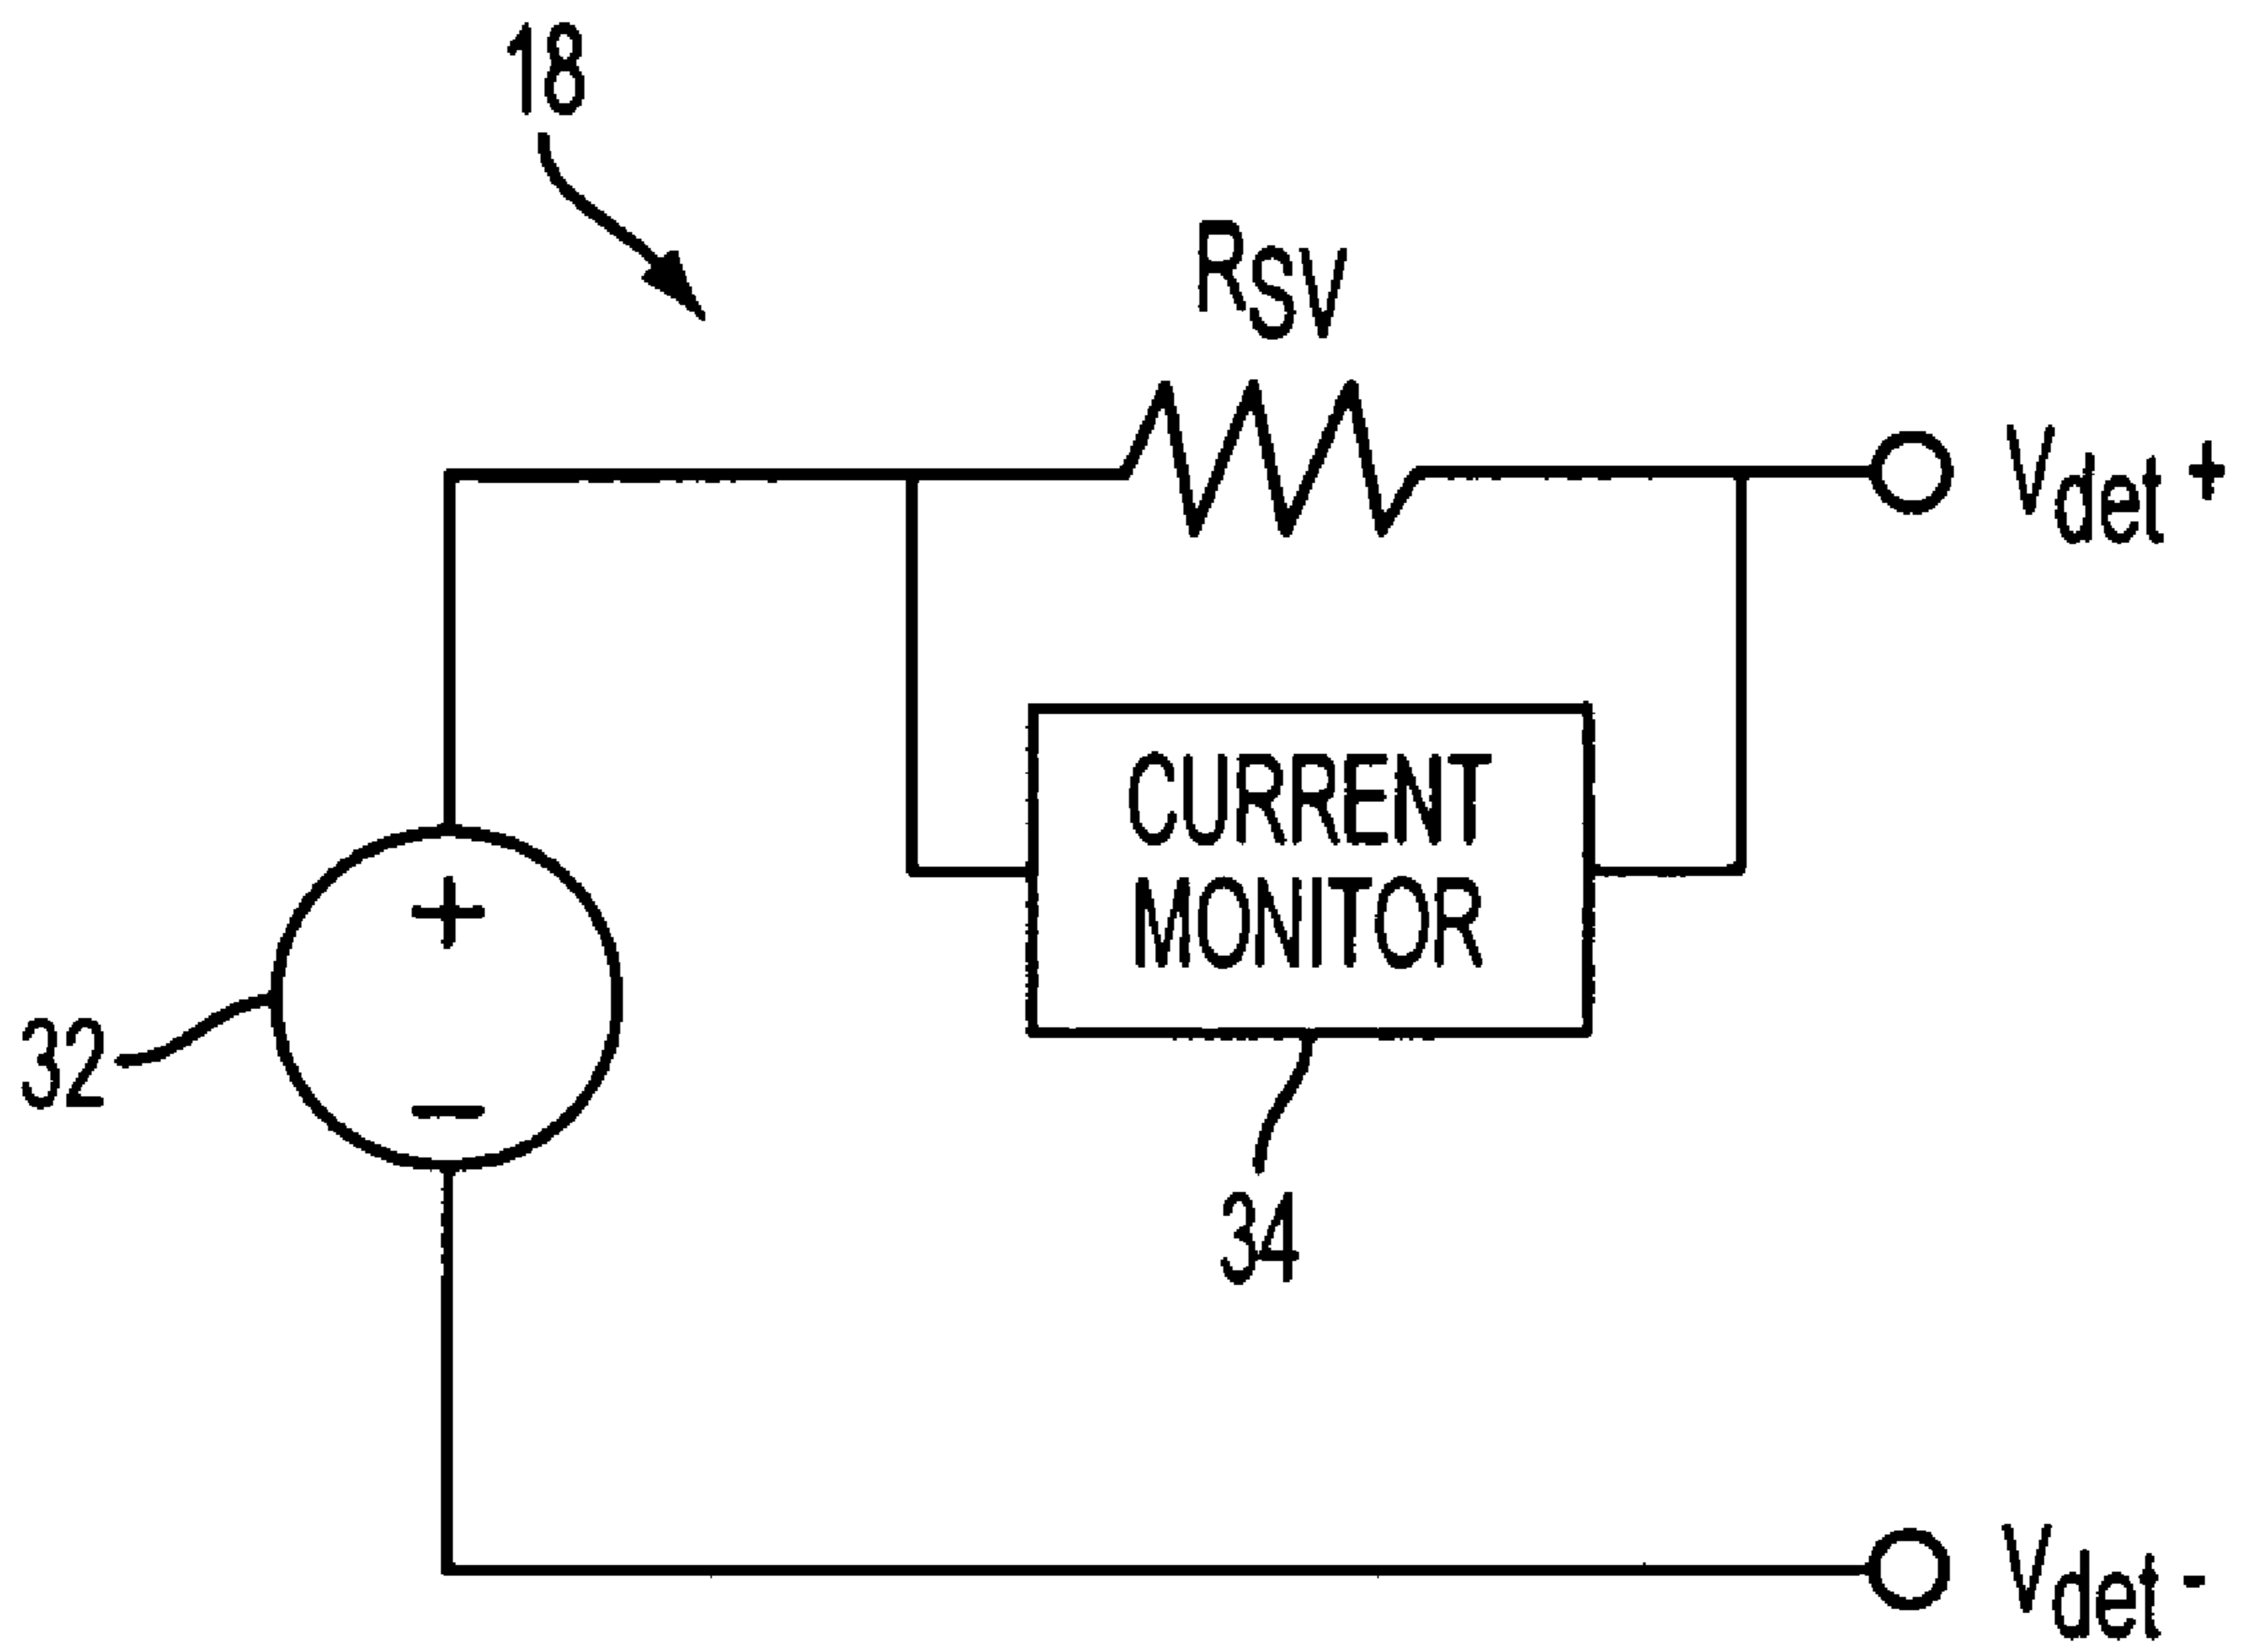 18
RSV
Vdet +
+
CURRENT
MONITOR
32
−
34
Vdet -